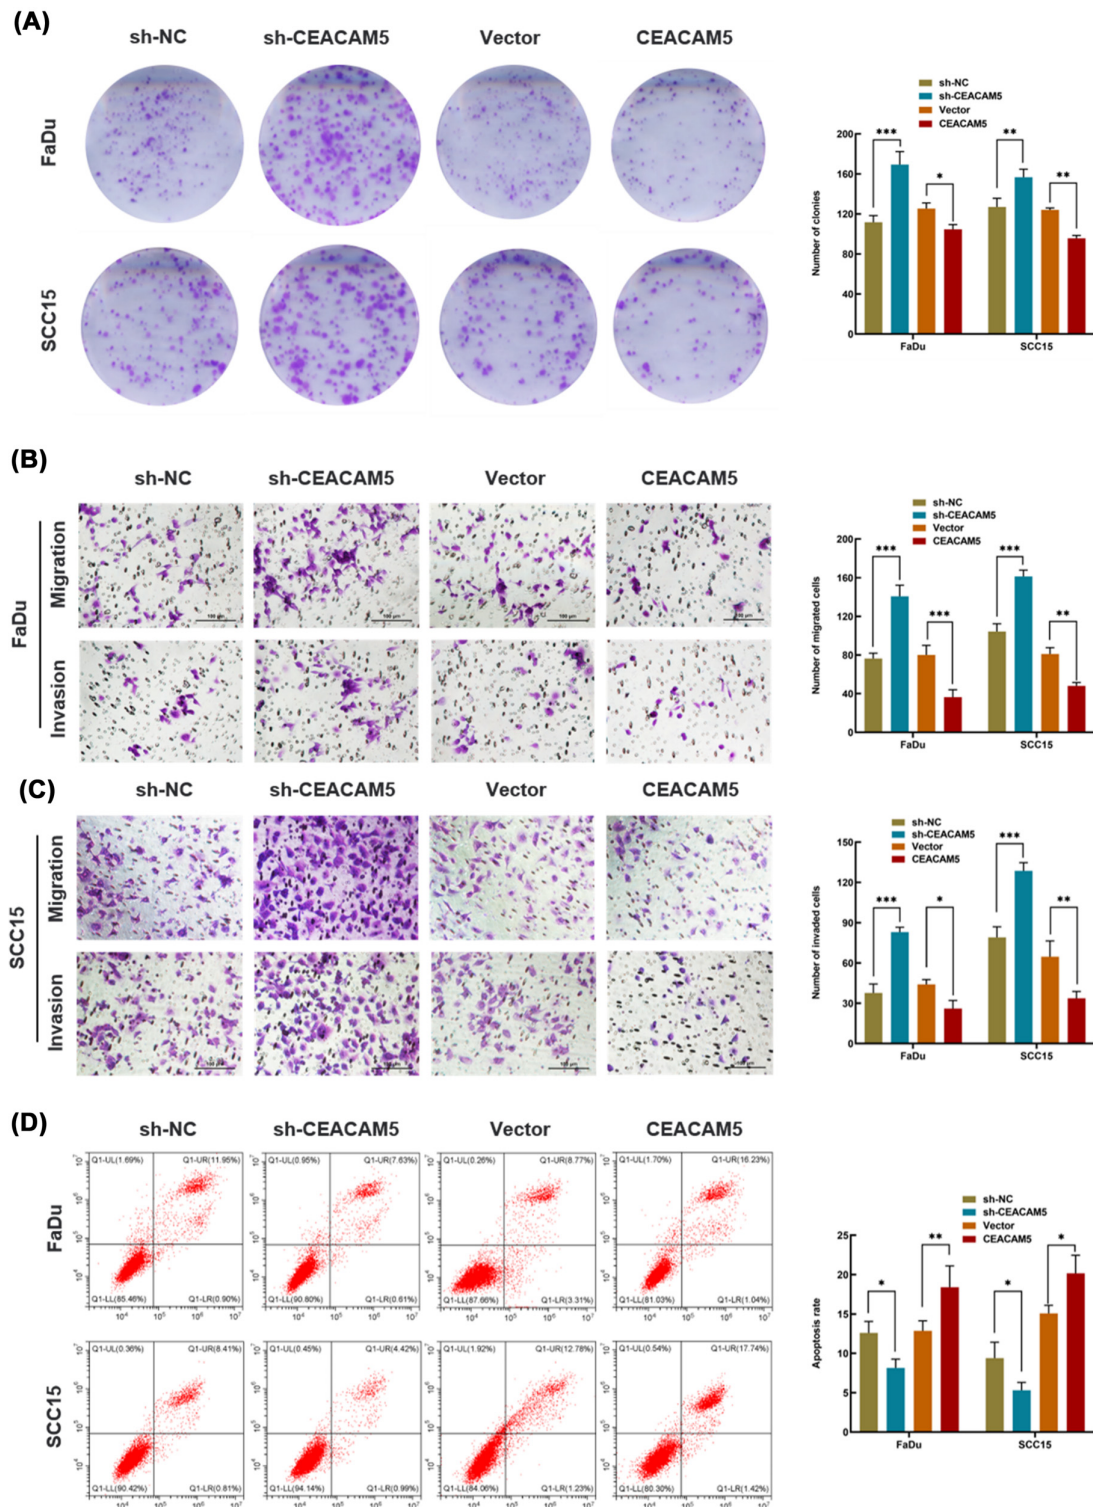 (A)
sh-NC sh-CEACAM5 Vector CEACAM5
FaDu
SCC15
sh-NC
sh-CEACAM5
Vector
CEACAM5
Number of clonies
200
160
120
80
40
0
*** * ** **
FaDu SCC15
(B)
sh-NC sh-CEACAM5 Vector CEACAM5
FaDu
Migration
Invasion
100 μm
sh-NC
sh-CEACAM5
Vector
CEACAM5
Number of migrated cells
200
160
120
80
40
0
*** *** *** **
FaDu SCC15
(C)
sh-NC sh-CEACAM5 Vector CEACAM5
SCC15
Migration
Invasion
100 μm
sh-NC
sh-CEACAM5
Vector
CEACAM5
Number of invaded cells
150
120
90
60
30
0
*** * *** **
FaDu SCC15
(D)
sh-NC sh-CEACAM5 Vector CEACAM5
FaDu
Q1-UL(1.69%) Q1-UR(11.95%)
Q1-LL(85.46%) Q1-LR(0.90%)
Q1-UL(0.95%) Q1-UR(7.63%)
Q1-LL(90.80%) Q1-LR(0.61%)
Q1-UL(0.26%) Q1-UR(8.77%)
Q1-LL(87.66%) Q1-LR(3.31%)
Q1-UL(1.70%) Q1-UR(16.23%)
Q1-LL(81.03%) Q1-LR(1.04%)
SCC15
Q1-UL(0.36%) Q1-UR(8.41%)
Q1-LL(90.42%) Q1-LR(0.81%)
Q1-UL(0.45%) Q1-UR(4.42%)
Q1-LL(94.14%) Q1-LR(0.99%)
Q1-UL(1.92%) Q1-UR(12.78%)
Q1-LL(84.06%) Q1-LR(1.23%)
Q1-UL(0.54%) Q1-UR(17.74%)
Q1-LL(80.30%) Q1-LR(1.42%)
10⁴ 10⁵ 10⁶ 10⁷
sh-NC
sh-CEACAM5
Vector
CEACAM5
Apoptosis rate
25
20
15
10
5
0
* ** * *
FaDu SCC15